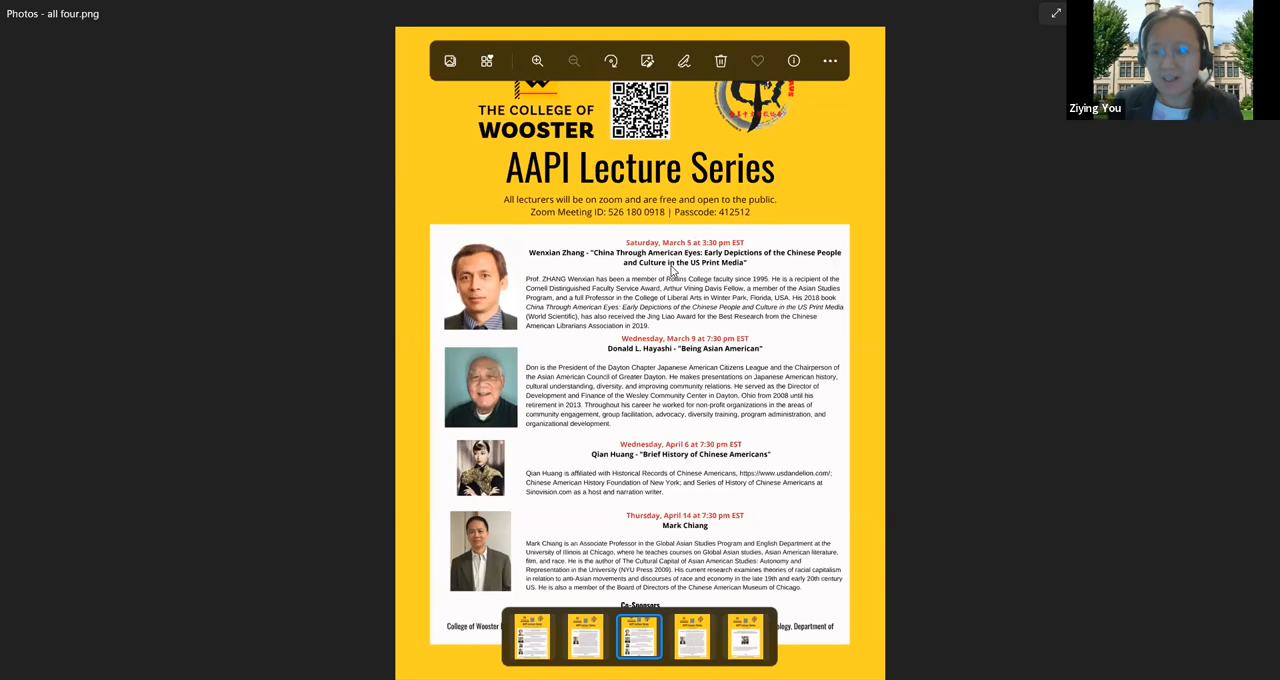 Photos - all four.png
Ziying You
THE COLLEGE OF
WOOSTER
AAPI Lecture Series
All lecturers will be on zoom and are free and open to the public.
Zoom Meeting ID: 526 180 0918 | Passcode: 412512
Saturday, March 5 at 3:30 pm EST
Wenxian Zhang - "China Through American Eyes: Early Depictions of the Chinese People
and Culture in the US Print Media"
Prof. ZHANG Wenxian has been a member of Rollins College faculty since 1995. He is a recipient of the
Cornell Distinguished Faculty Service Award, Arthur Vining Davis Fellow, a member of the Asian Studies
Program, and a full Professor in the College of Liberal Arts in Winter Park, Florida, USA. His 2018 book
China Through American Eyes: Early Depictions of the Chinese People and Culture in the US Print Media
(World Scientific), has also received the Jing Liao Award for the Best Research from the Chinese
American Librarians Association in 2019.
Wednesday, March 9 at 7:30 pm EST
Donald L. Hayashi - "Being Asian American"
Don is the President of the Dayton Chapter Japanese American Citizens League and the Chairperson of
the Asian American Council of Greater Dayton. He makes presentations on Japanese American history,
cultural understanding, diversity, and improving community relations. He served as the Director of
Development and Finance of the Wesley Community Center in Dayton, Ohio from 2008 until his
retirement in 2013. Throughout his career he worked for non-profit organizations in the areas of
community engagement, group facilitation, advocacy, diversity training, program administration, and
organizational development.
Wednesday, April 6 at 7:30 pm EST
Qian Huang - "Brief History of Chinese Americans"
Qian Huang is affiliated with Historical Records of Chinese Americans, https://www.usdandelion.com/;
Chinese American History Foundation of New York; and Series of History of Chinese Americans at
Sinovision.com as a host and narration writer.
Thursday, April 14 at 7:30 pm EST
Mark Chiang
Mark Chiang is an Associate Professor in the Global Asian Studies Program and English Department at the
University of Illinois at Chicago, where he teaches courses on Global Asian studies, Asian American literature,
film, and race. He is the author of The Cultural Capital of Asian American Studies: Autonomy and
Representation in the University (NYU Press 2009). His current research examines theories of racial capitalism
in relation to anti-Asian movements and discourses of race and economy in the late 19th and early 20th century
US. He is also a member of the Board of Directors of the Chinese American Museum of Chicago.
Co-Sponsors
College of Wooster
ology, Department of